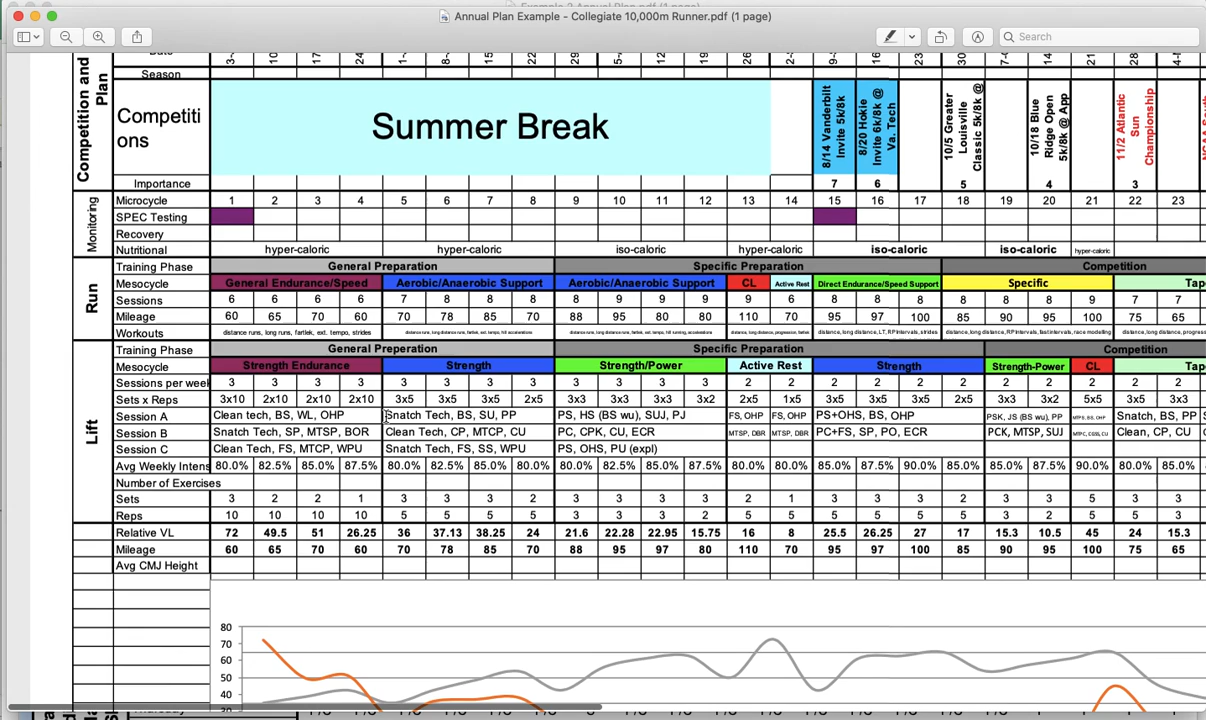 Annual Plan Example - Collegiate 10,000m Runner.pdf (1 page)
Search
Competition and Plan
Season
Competiti
ons
Summer Break
8/14 Vanderbilt Invite 5k/8k
8/20 Hokie Invite 6k/8k @ Va. Tech
10/5 Greater Louisville Classic 5k/8k @
10/18 Blue Ridge Open 5k/8k @ App
11/2 Atlantic Sun Championship
Importance 7 6 5 4 3
Monitoring
Microcycle 1 2 3 4 5 6 7 8 9 10 11 12 13 14 15 16 17 18 19 20 21 22 23
SPEC Testing
Recovery
Nutritional hyper-caloric hyper-caloric iso-caloric hyper-caloric iso-caloric iso-caloric hyper-caloric
Run
Training Phase General Preparation Specific Preparation Competition
Mesocycle General Endurance/Speed Aerobic/Anaerobic Support Aerobic/Anaerobic Support CL Active Rest Direct Endurance/Speed Support Specific Tap
Sessions 6 6 6 6 7 8 8 8 8 9 9 9 9 6 8 8 8 8 8 8 9 7 7
Mileage 60 65 70 60 70 78 85 70 88 95 80 80 110 70 95 97 100 85 90 95 100 75 65
Workouts distance runs, long runs, fartlek, ext. tempo, strides
Lift
Training Phase General Preperation Specific Preparation Competition
Mesocycle Strength Endurance Strength Strength/Power Active Rest Strength Strength-Power CL Tap
Sessions per week 3 3 3 3 3 3 3 3 3 3 3 3 2 2 2 2 2 2 2 2 2 2 2
Sets x Reps 3x10 2x10 2x10 2x10 3x5 3x5 3x5 2x5 3x3 3x3 3x3 3x2 2x5 1x5 3x5 3x5 3x5 2x5 3x3 3x2 5x5 3x5 3x3
Session A Clean tech, BS, WL, OHP Snatch Tech, BS, SU, PP PS, HS (BS wu), SUJ, PJ FS, OHP FS, OHP PS+OHS, BS, OHP PSK, JS (BS wu), PP Snatch, BS, PP
Session B Snatch Tech, SP, MTSP, BOR Clean Tech, CP, MTCP, CU PC, CPK, CU, ECR MTSP, DBR MTSP, DBR PC+FS, SP, PO, ECR PCK, MTSP, SUJ Clean, CP, CU
Session C Clean Tech, FS, MTCP, WPU Snatch Tech, FS, SS, WPU PS, OHS, PU (expl)
Avg Weekly Intens 80.0% 82.5% 85.0% 87.5% 80.0% 82.5% 85.0% 80.0% 80.0% 82.5% 85.0% 87.5% 80.0% 80.0% 85.0% 87.5% 90.0% 85.0% 85.0% 87.5% 90.0% 80.0% 85.0%
Number of Exercises
Sets 3 2 2 1 3 3 3 2 3 3 3 3 2 1 3 3 3 2 3 3 5 3 3
Reps 10 10 10 10 5 5 5 5 3 3 3 2 5 5 5 5 5 5 3 2 5 5 3
Relative VL 72 49.5 51 26.25 36 37.13 38.25 24 21.6 22.28 22.95 15.75 16 8 25.5 26.25 27 17 15.3 10.5 45 24 15.3
Mileage 60 65 70 60 70 78 85 70 88 95 97 80 110 70 95 97 100 85 90 95 100 75 65
Avg CMJ Height
80
70
60
50
40